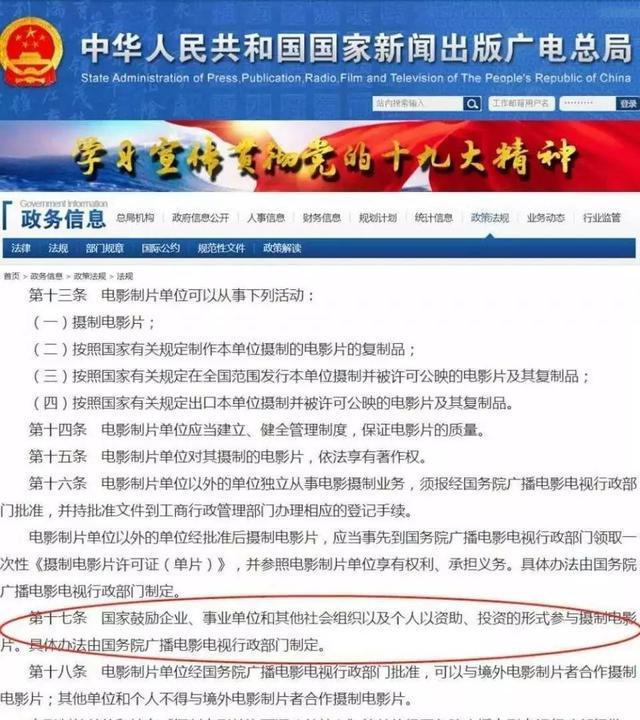 中华人民共和国国家新闻出版广电总局
State Administration of Press,Publication,Radio,Film and Television of The People's Republic of China
站内搜索输入 工作邮箱用户名 ········· 登录
学习宣传贯彻党的十九大精神
Government Information
政务信息 总局机构 政府信息公开 人事信息 财务信息 规划计划 统计信息 政策法规 业务动态 行业监管
法律 法规 部门规章 国际公约 规范性文件 政策解读
首页 > 政务信息 > 政策法规 > 法规
第十三条 电影制片单位可以从事下列活动：
（一）摄制电影片；
（二）按照国家有关规定制作本单位摄制的电影片的复制品；
（三）按照国家有关规定在全国范围发行本单位摄制并被许可公映的电影片及其复制品；
（四）按照国家有关规定出口本单位摄制并被许可公映的电影片及其复制品。
第十四条 电影制片单位应当建立、健全管理制度，保证电影片的质量。
第十五条 电影制片单位对其摄制的电影片，依法享有著作权。
第十六条 电影制片单位以外的单位独立从事电影摄制业务，须报经国务院广播电影电视行政部
门批准，并持批准文件到工商行政管理部门办理相应的登记手续。
电影制片单位以外的单位经批准后摄制电影片，应当事先到国务院广播电影电视行政部门领取一
次性《摄制电影片许可证（单片）》，并参照电影制片单位享有权利、承担义务。具体办法由国务院
广播电影电视行政部门制定。
第十七条 国家鼓励企业、事业单位和其他社会组织以及个人以资助、投资的形式参与摄制电影
片。具体办法由国务院广播电影电视行政部门制定。
第十八条 电影制片单位经国务院广播电影电视行政部门批准，可以与境外电影制片者合作摄制
电影片；其他单位和个人不得与境外电影制片者合作摄制电影片。